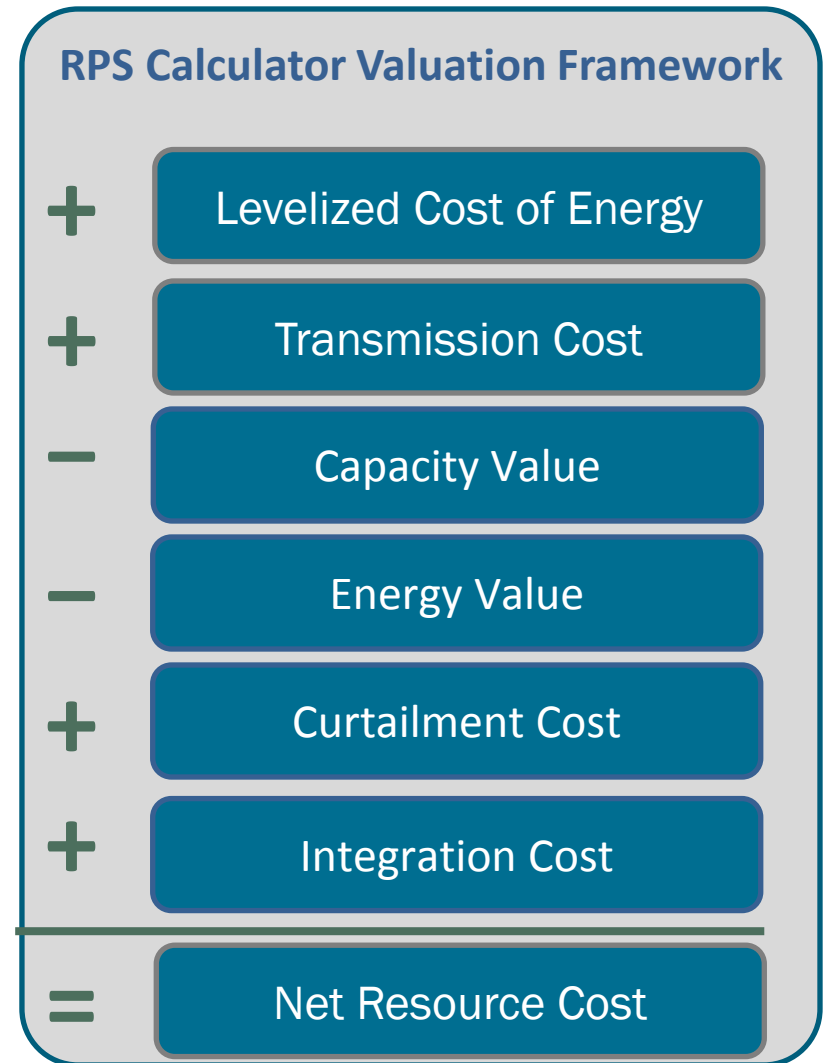 RPS Calculator Valuation Framework
+ Levelized Cost of Energy
+ Transmission Cost
− Capacity Value
− Energy Value
+ Curtailment Cost
+ Integration Cost
= Net Resource Cost